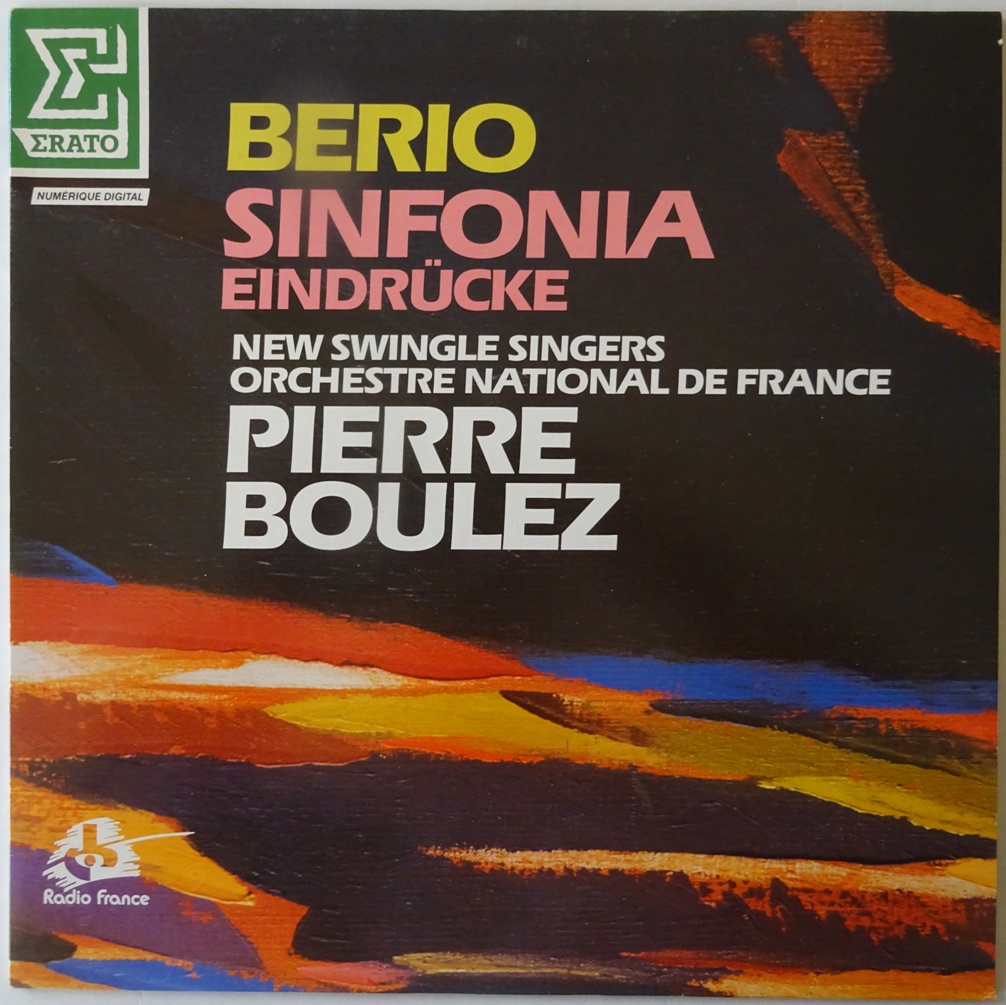 ΣRATO
NUMÉRIQUE DIGITAL
BERIO
SINFONIA
EINDRÜCKE
NEW SWINGLE SINGERS
ORCHESTRE NATIONAL DE FRANCE
PIERRE
BOULEZ
Radio France